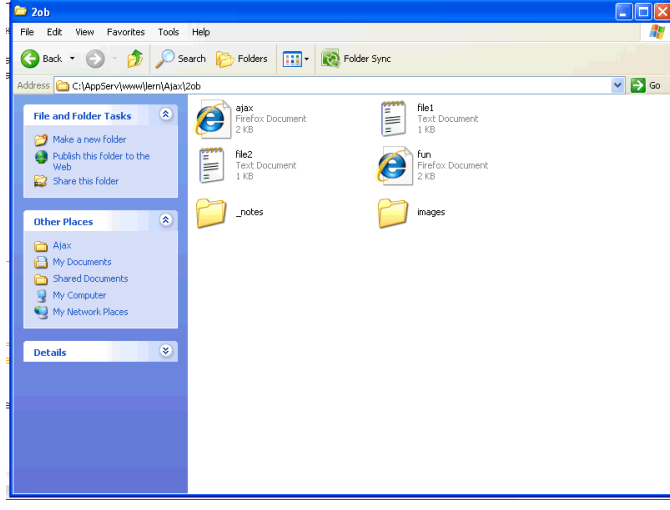 2ob
File Edit View Favorites Tools Help
Back Search Folders Folder Sync
Address C:\AppServ\www\lern\Ajax\2ob Go
File and Folder Tasks
Make a new folder
Publish this folder to the
Web
Share this folder
Other Places
Ajax
My Documents
Shared Documents
My Computer
My Network Places
Details
ajax
Firefox Document
2 KB
file1
Text Document
1 KB
file2
Text Document
1 KB
fun
Firefox Document
2 KB
_notes
images